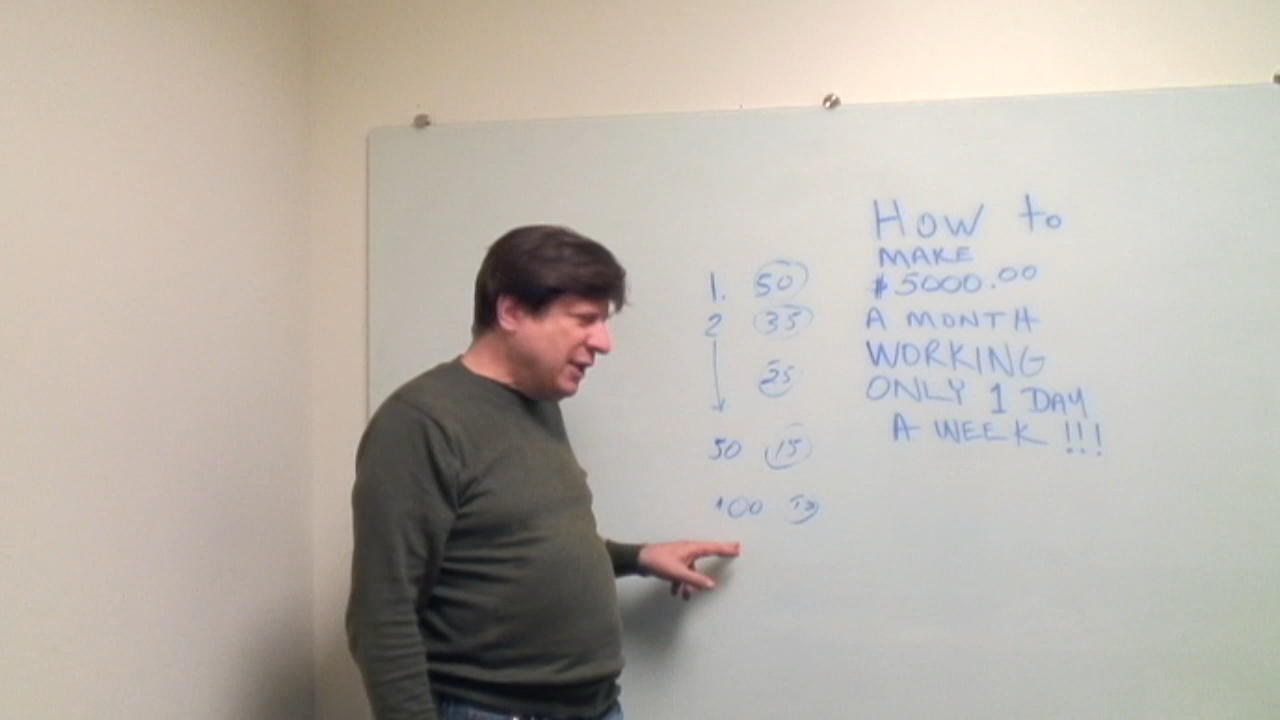 1. 50
2 35
25
50 15
100
How to
MAKE
$5000.00
A MONTH
WORKING
ONLY 1 DAY
A WEEK !!!